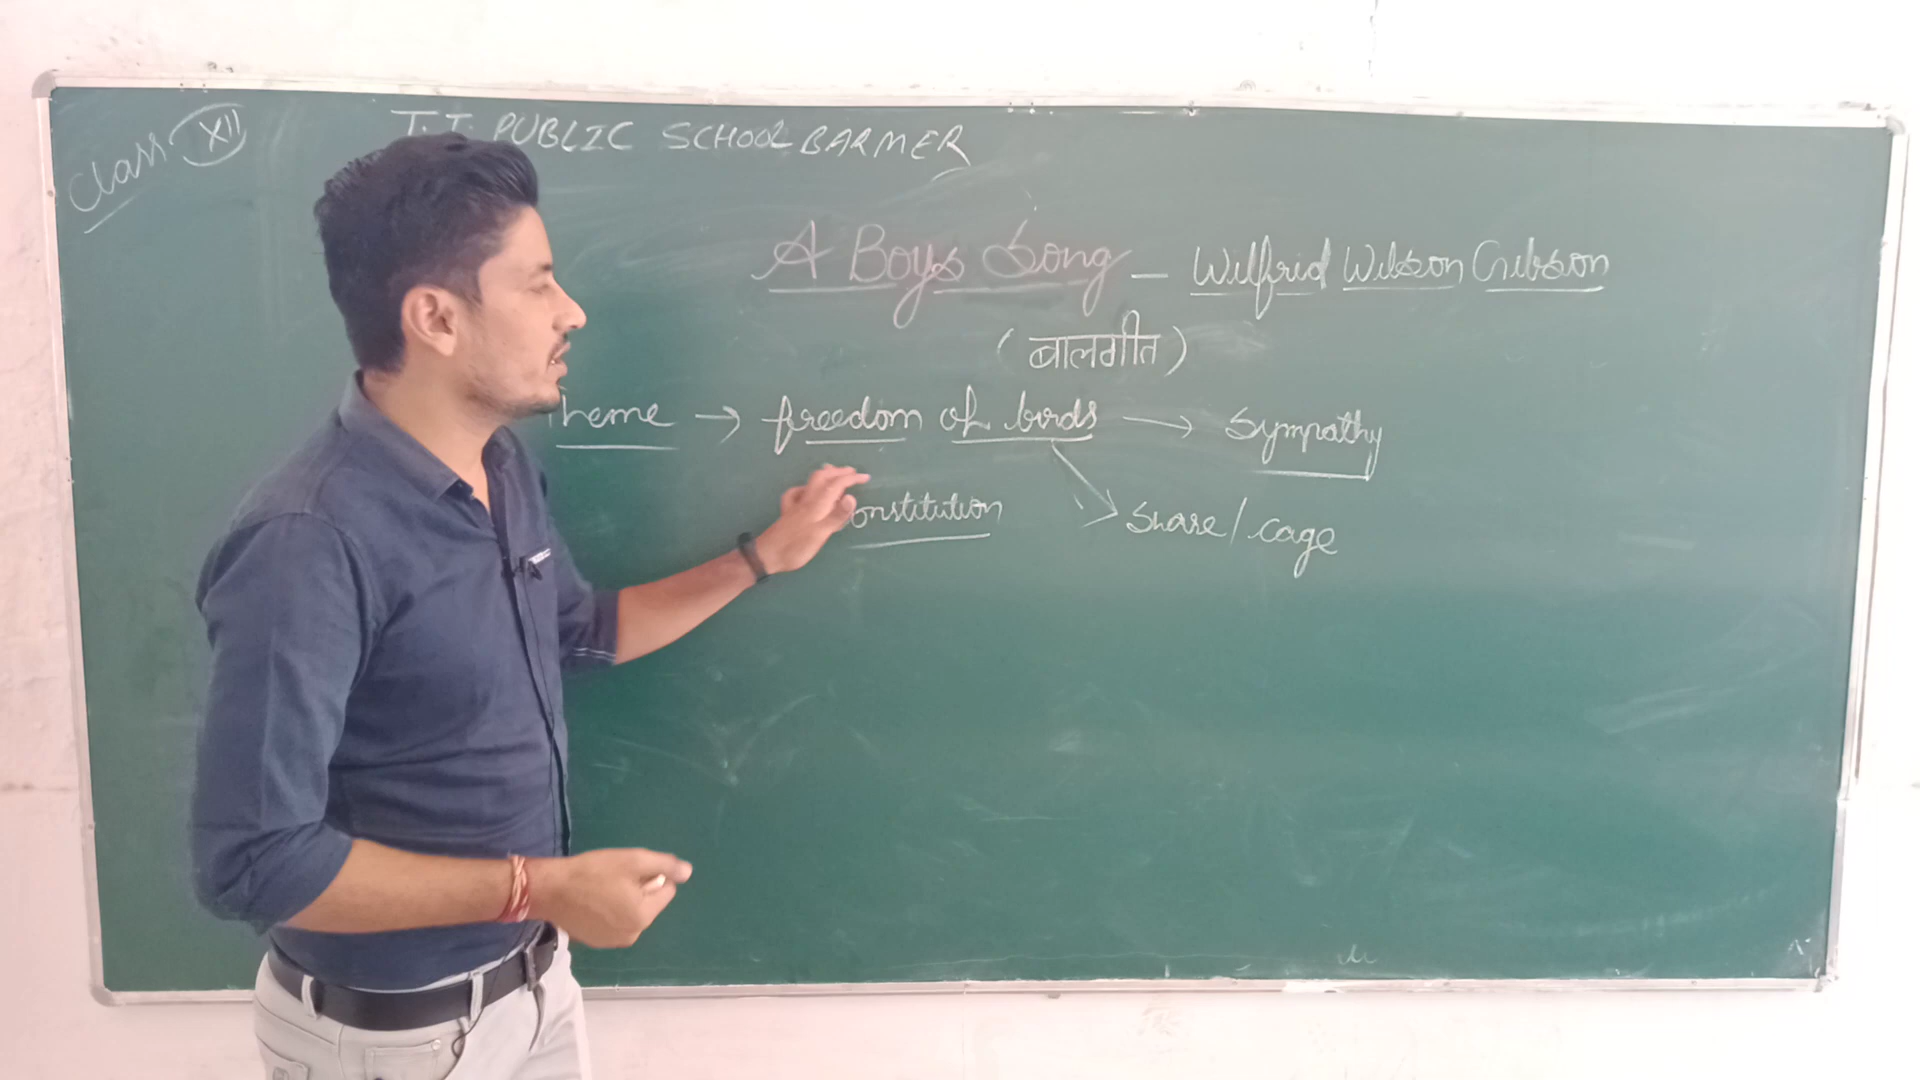 Class XII
T.T. PUBLIC SCHOOL BARMER
A Boys Song — Wilfrid Wilson Gibson
(बालगीत)
heme → freedom of birds → Sympathy
onstitution → Snare / cage